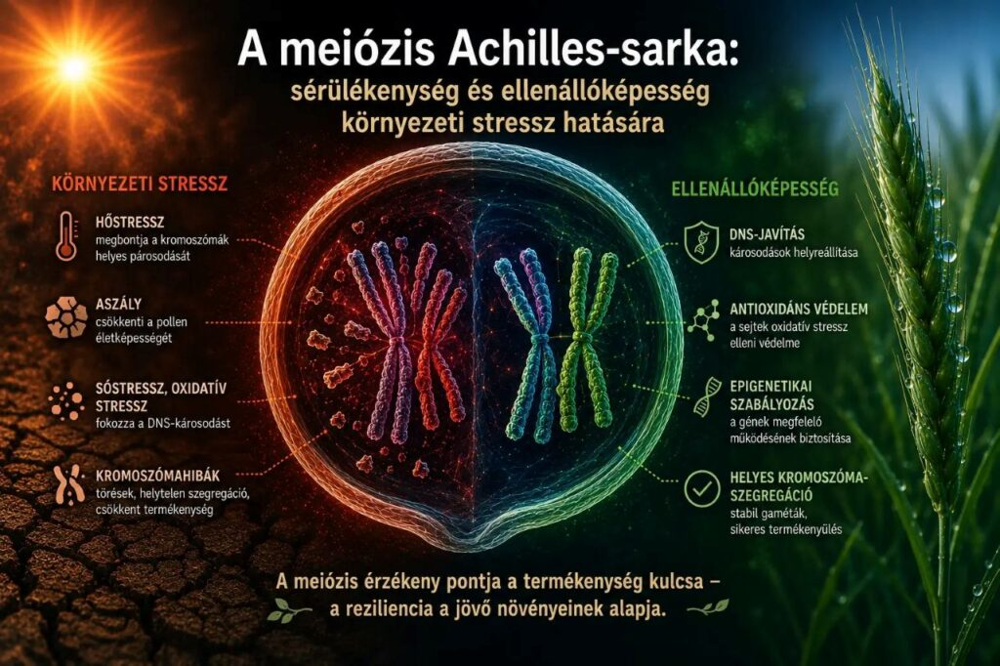 A meiózis Achilles-sarka:
sérülékenység és ellenállóképesség
környezeti stressz hatására
KÖRNYEZETI STRESSZ
HŐSTRESSZ
megbontja a kromoszómák
helyes párosodását
ASZÁLY
csökkenti a pollen
életképességét
SÓSTRESSZ, OXIDATÍV
STRESSZ
fokozza a DNS-károsodást
KROMOSZÓMAHIBÁK
törések, helytelen szegregáció,
csökkent termékenység
ELLENÁLLÓKÉPESSÉG
DNS-JAVÍTÁS
károsodások helyreállítása
ANTIOXIDÁNS VÉDELEM
a sejtek oxidatív stressz
elleni védelme
EPIGENETIKAI
SZABÁLYOZÁS
a gének megfelelő
működésének biztosítása
HELYES KROMOSZÓMA-
SZEGREGÁCIÓ
stabil gaméták,
sikeres termékenyülés
A meiózis érzékeny pontja a termékenység kulcsa –
a reziliencia a jövő növényeinek alapja.